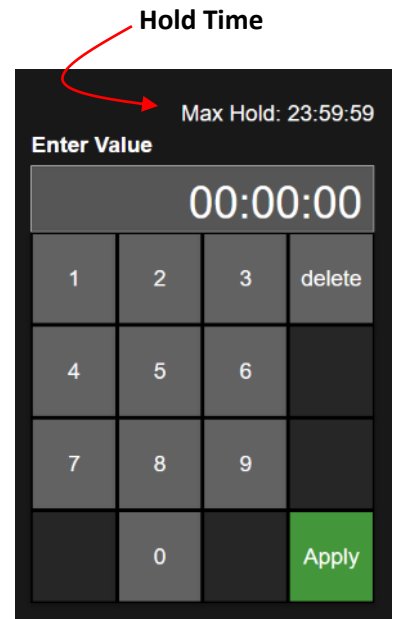 Hold Time
Max Hold: 23:59:59
Enter Value
00:00:00
1 2 3 delete
4 5 6
7 8 9
0 Apply